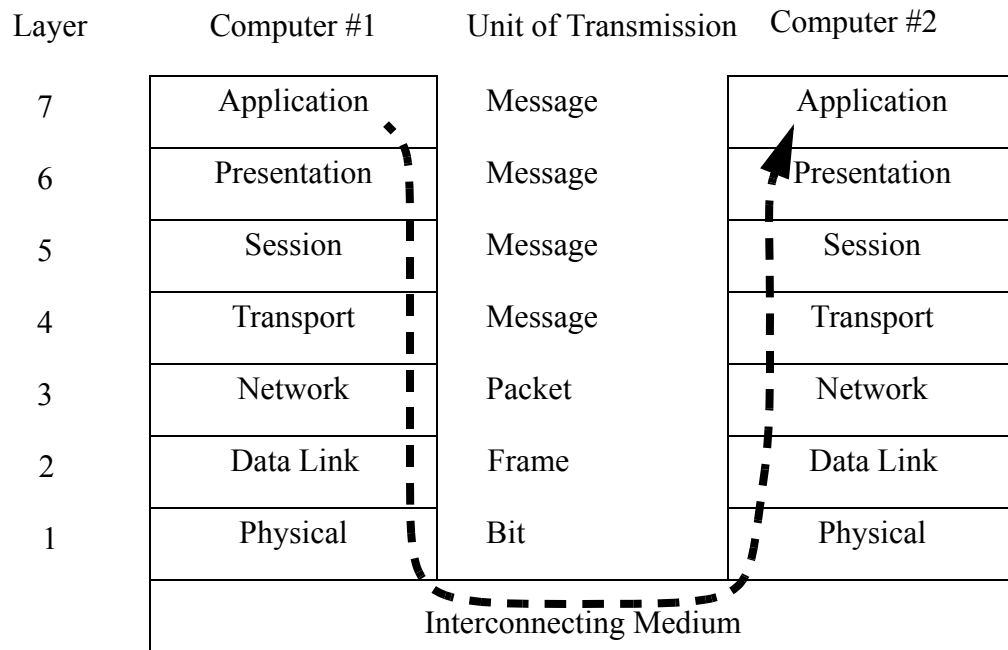 Layer Computer #1 Unit of Transmission Computer #2
7 Application Message Application
6 Presentation Message Presentation
5 Session Message Session
4 Transport Message Transport
3 Network Packet Network
2 Data Link Frame Data Link
1 Physical Bit Physical
Interconnecting Medium